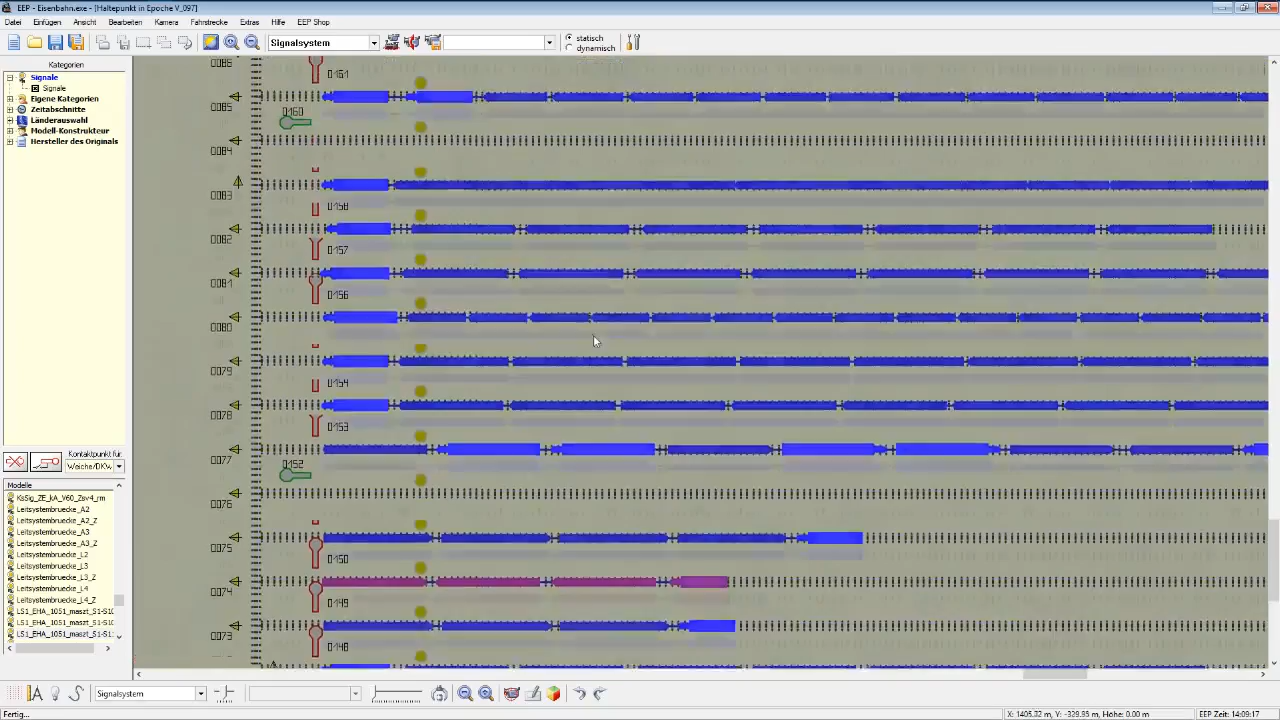 EEP - Eisenbahn.exe - [Haltepunkt in Epoche V_097]
Datei Einfügen Ansicht Bearbeiten Kamera Fahrstrecke Extras Hilfe EEP Shop
Signalsystem
statisch
dynamisch
Kategorien
Signale
Signale
Eigene Kategorien
Zeitabschnitte
Länderauswahl
Modell-Konstrukteur
Hersteller des Originals
Kontaktpunkt für:
Weiche/DKW
Modelle
KsSig_ZE_kA_V60_Zsv4_rm
Leitsystembruecke_A2
Leitsystembruecke_A2_Z
Leitsystembruecke_A3
Leitsystembruecke_A3_Z
Leitsystembruecke_L2
Leitsystembruecke_L3
Leitsystembruecke_L3_Z
Leitsystembruecke_L4
Leitsystembruecke_L4_Z
0086
0161
0085
0160
0084
0083
0158
0082
0157
0081
0156
0080
0079
0154
0078
0153
0077
0152
0076
0075
0150
0074
0149
0073
0148
Signalsystem
Fertig...
X: 1405.32 m, Y: -329.95 m, Höhe: 0.00 m
EEP Zeit: 14:09:17